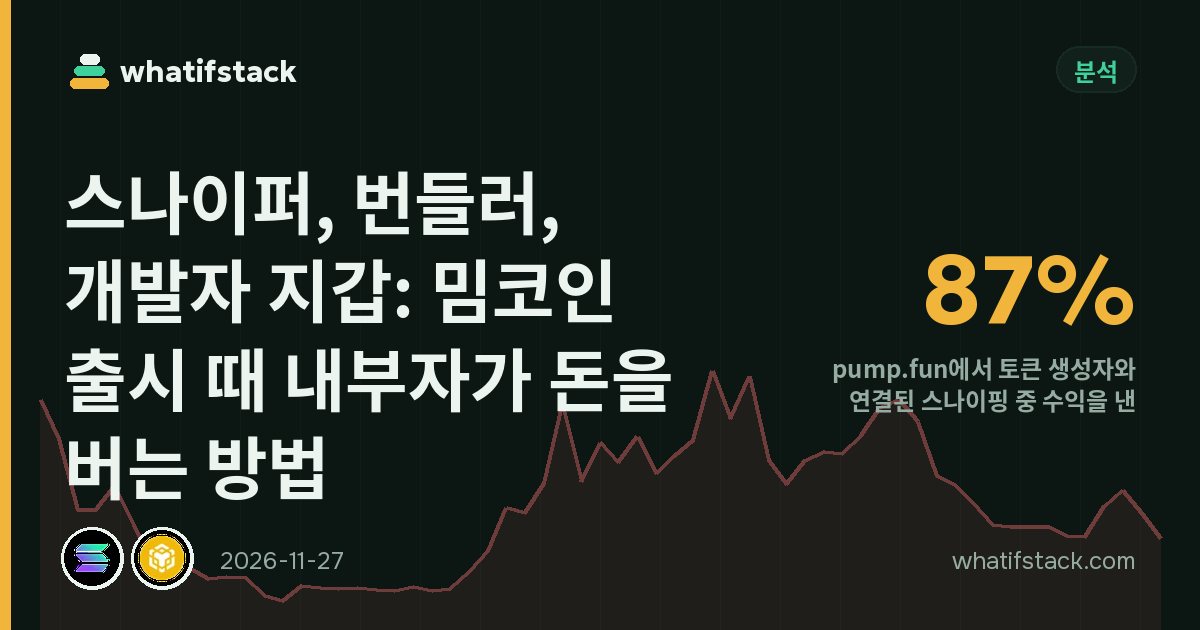 whatifstack
분석
스나이퍼, 번들러,
개발자 지갑: 밈코인
출시 때 내부자가 돈을
버는 방법
87%
pump.fun에서 토큰 생성자와
연결된 스나이핑 중 수익을 낸
2026-11-27
whatifstack.com